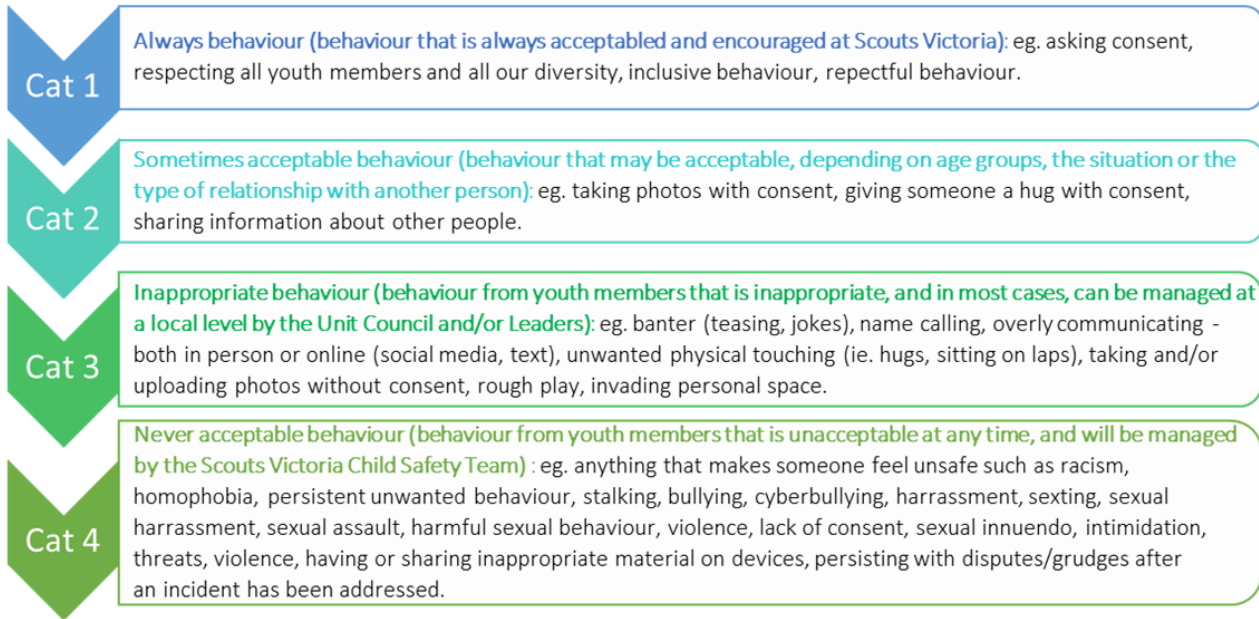 Cat 1
Always behaviour (behaviour that is always acceptabled and encouraged at Scouts Victoria): eg. asking consent,
respecting all youth members and all our diversity, inclusive behaviour, repectful behaviour.
Cat 2
Sometimes acceptable behaviour (behaviour that may be acceptable, depending on age groups, the situation or the
type of relationship with another person): eg. taking photos with consent, giving someone a hug with consent,
sharing information about other people.
Cat 3
Inappropriate behaviour (behaviour from youth members that is inappropriate, and in most cases, can be managed at
a local level by the Unit Council and/or Leaders): eg. banter (teasing, jokes), name calling, overly communicating -
both in person or online (social media, text), unwanted physical touching (ie. hugs, sitting on laps), taking and/or
uploading photos without consent, rough play, invading personal space.
Cat 4
Never acceptable behaviour (behaviour from youth members that is unacceptable at any time, and will be managed
by the Scouts Victoria Child Safety Team) : eg. anything that makes someone feel unsafe such as racism,
homophobia, persistent unwanted behaviour, stalking, bullying, cyberbullying, harrassment, sexting, sexual
harrassment, sexual assault, harmful sexual behaviour, violence, lack of consent, sexual innuendo, intimidation,
threats, violence, having or sharing inappropriate material on devices, persisting with disputes/grudges after
an incident has been addressed.